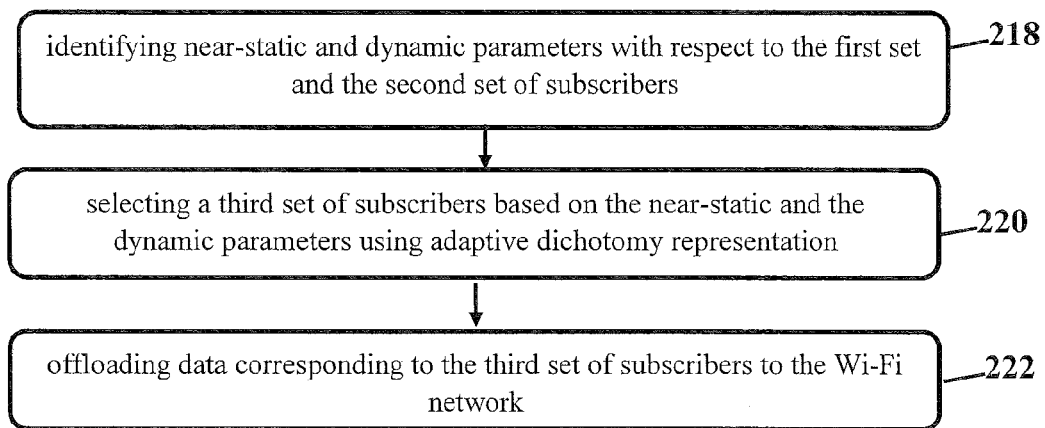 identifying near-static and dynamic parameters with respect to the first set
and the second set of subscribers
218
selecting a third set of subscribers based on the near-static and the
dynamic parameters using adaptive dichotomy representation
220
offloading data corresponding to the third set of subscribers to the Wi-Fi
network
222